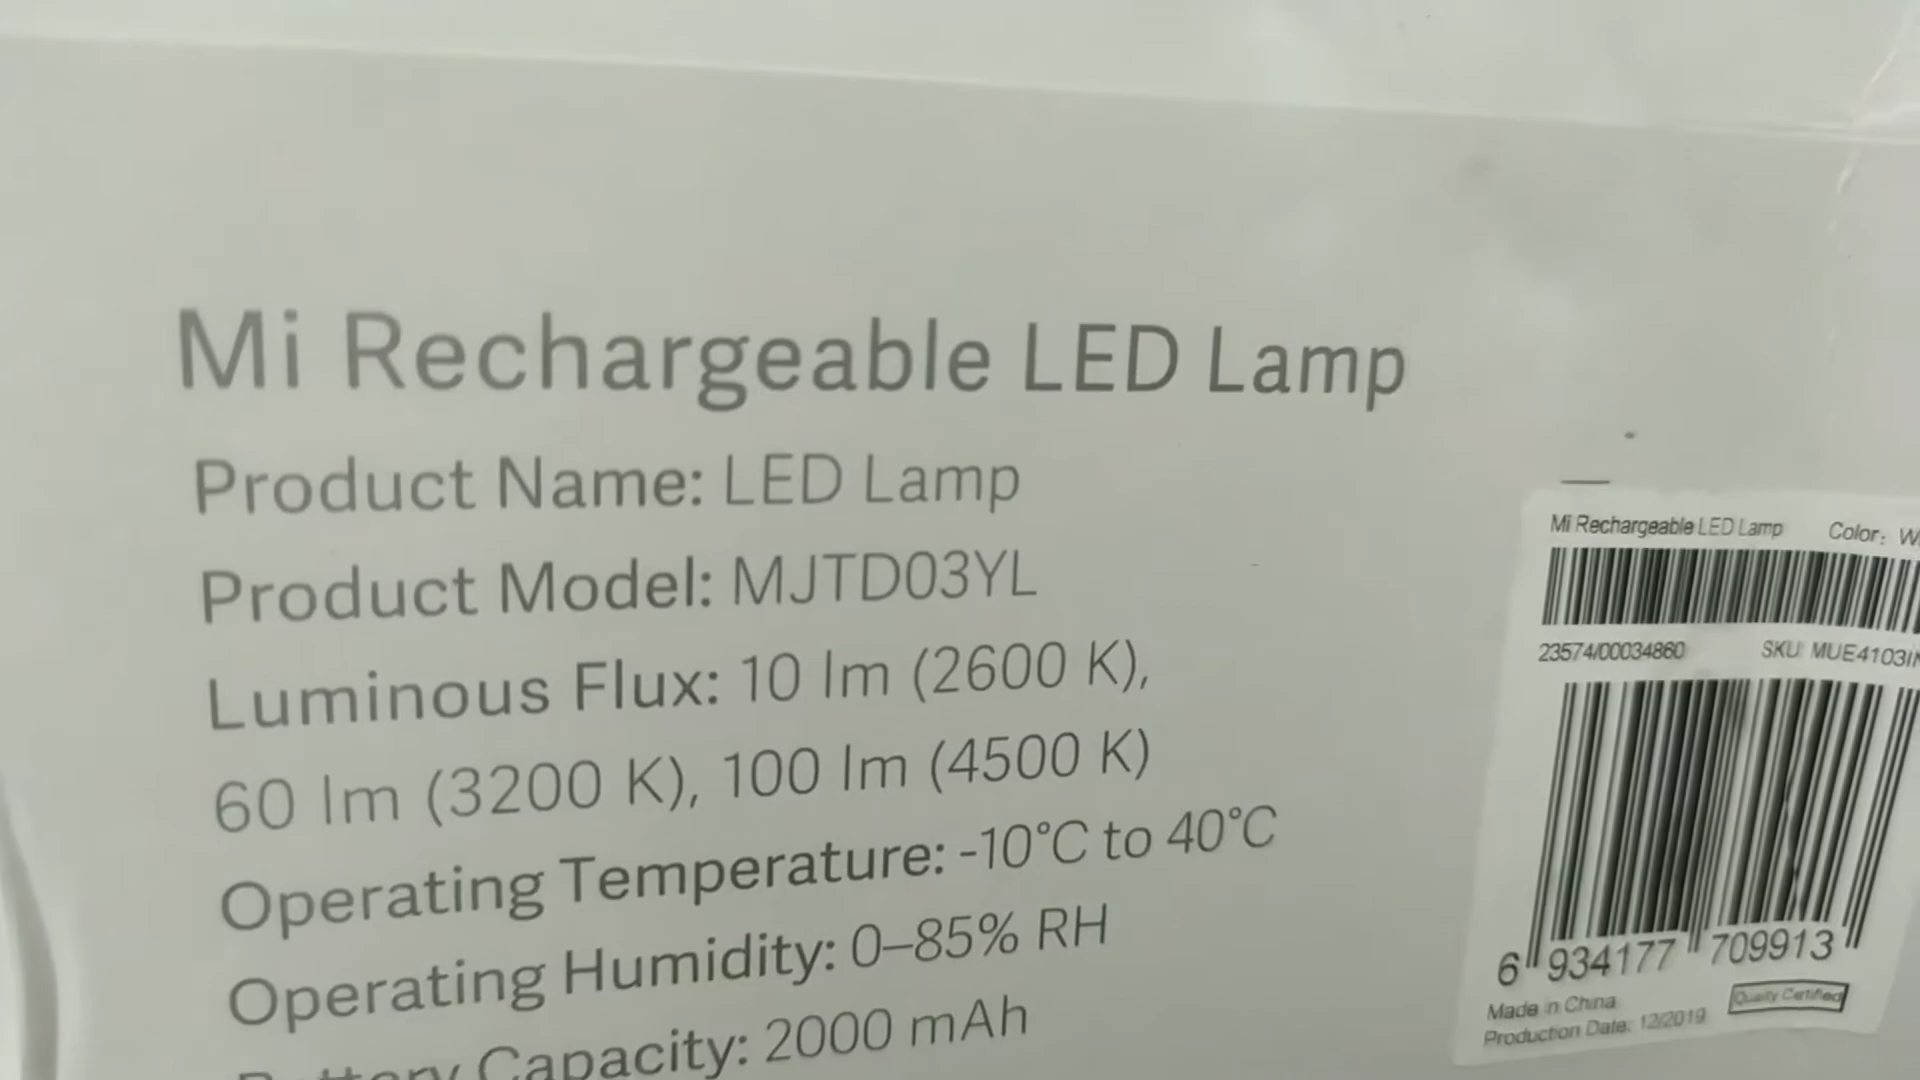 Mi Rechargeable LED Lamp
Product Name: LED Lamp
Product Model: MJTD03YL
Luminous Flux: 10 lm (2600 K),
60 lm (3200 K), 100 lm (4500 K)
Operating Temperature: -10°C to 40°C
Operating Humidity: 0–85% RH
Battery Capacity: 2000 mAh
Mi Rechargeable LED Lamp Color:
23574/00034860 SKU: MUE4103IN
6 934177 709913
Made in China
Production Date: 12/2019
Quality Certified